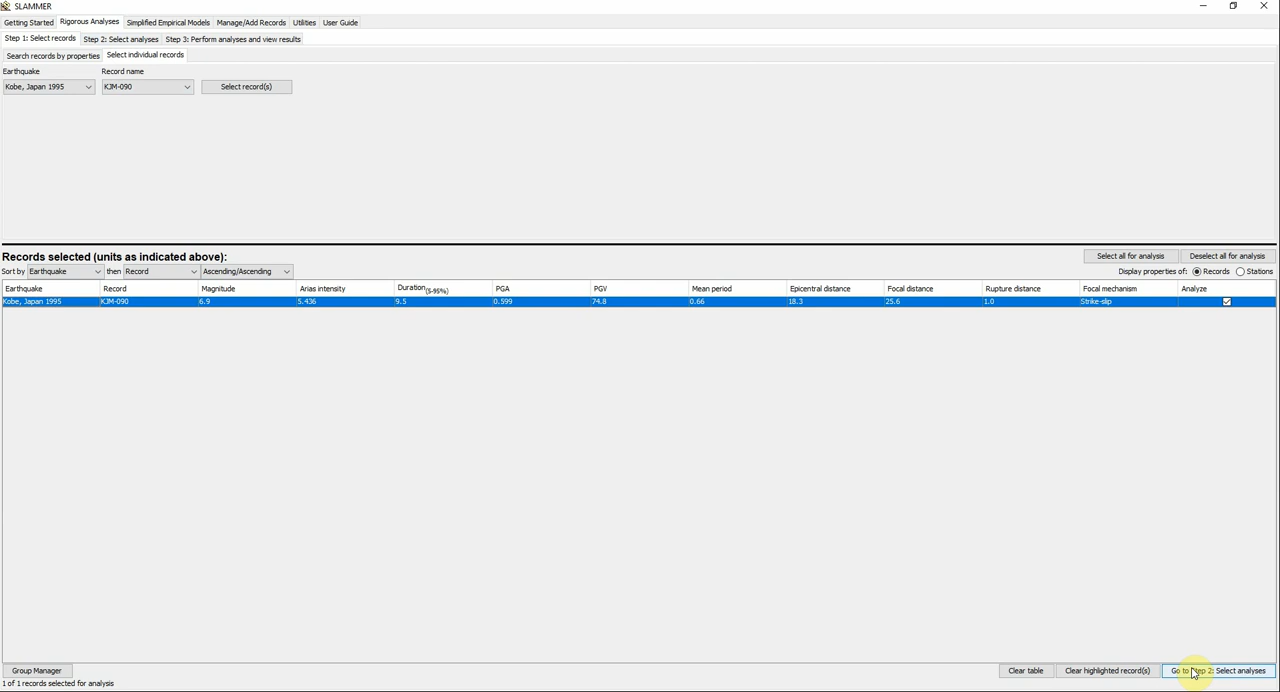 SLAMMER
Getting Started Rigorous Analyses Simplified Empirical Models Manage/Add Records Utilities User Guide
Step 1: Select records Step 2: Select analyses Step 3: Perform analyses and view results
Search records by properties Select individual records
Earthquake Record name
Kobe, Japan 1995 KJM-090 Select record(s)
Records selected (units as indicated above): Select all for analysis Deselect all for analysis
Sort by Earthquake then Record Ascending/Ascending Display properties of: Records Stations
Earthquake Record Magnitude Arias intensity Duration(5-95%) PGA PGV Mean period Epicentral distance Focal distance Rupture distance Focal mechanism Analyze
Kobe, Japan 1995 KJM-090 6.9 5.436 9.5 0.599 74.8 0.66 18.3 25.6 1.0 Strike-slip
Group Manager Clear table Clear highlighted record(s) Go to Step 2: Select analyses
1 of 1 records selected for analysis